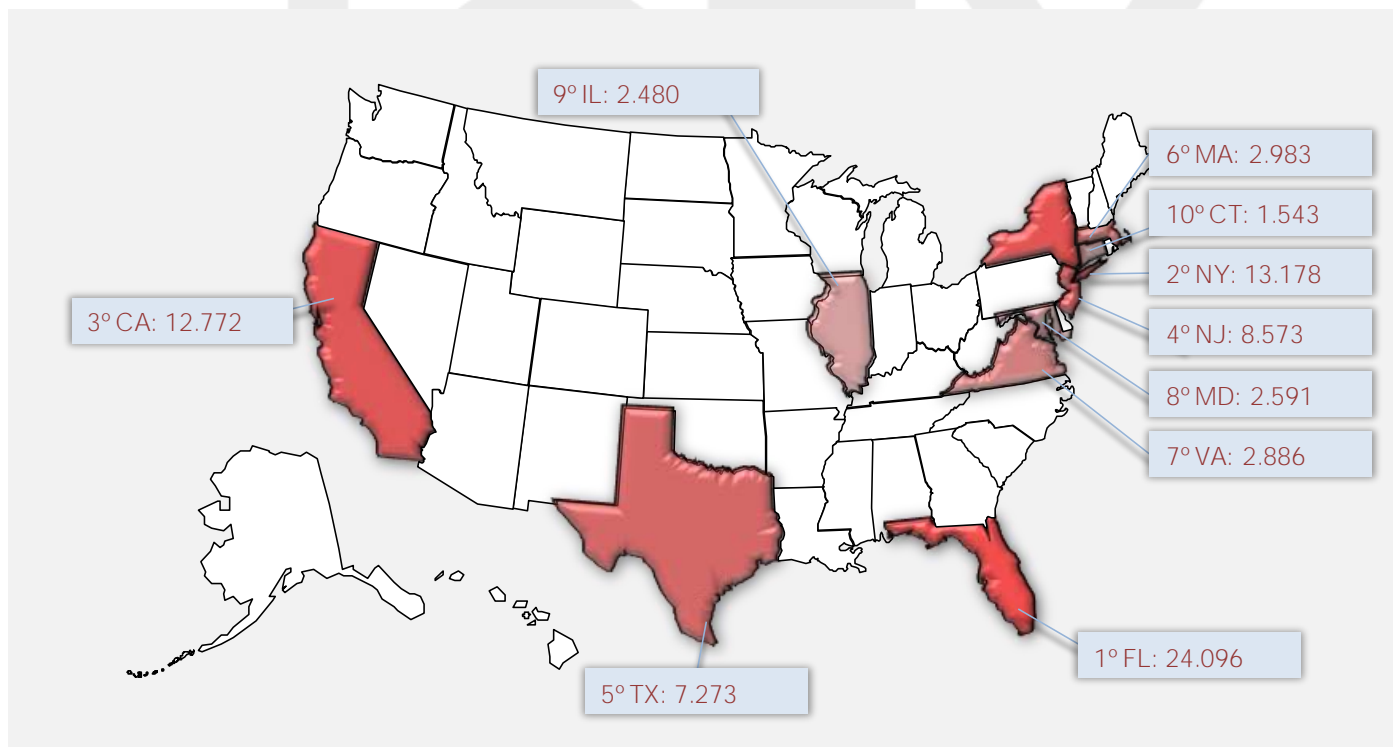 9º IL: 2.480
6º MA: 2.983
10º CT: 1.543
2º NY: 13.178
3º CA: 12.772
4º NJ: 8.573
8º MD: 2.591
7º VA: 2.886
1º FL: 24.096
5º TX: 7.273